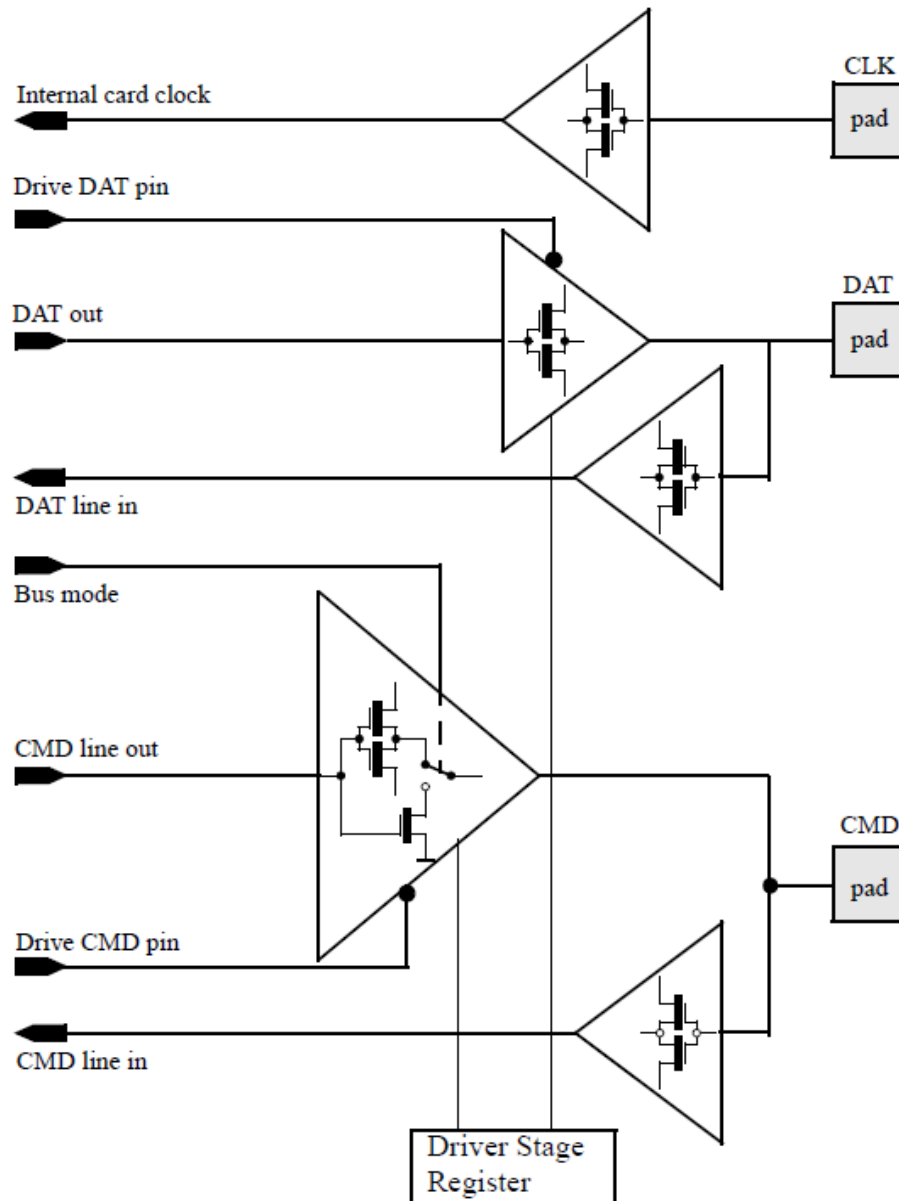 CLK
Internal card clock
pad
Drive DAT pin
DAT
DAT out
pad
DAT line in
Bus mode
CMD line out
CMD
pad
Drive CMD pin
CMD line in
Driver Stage
Register